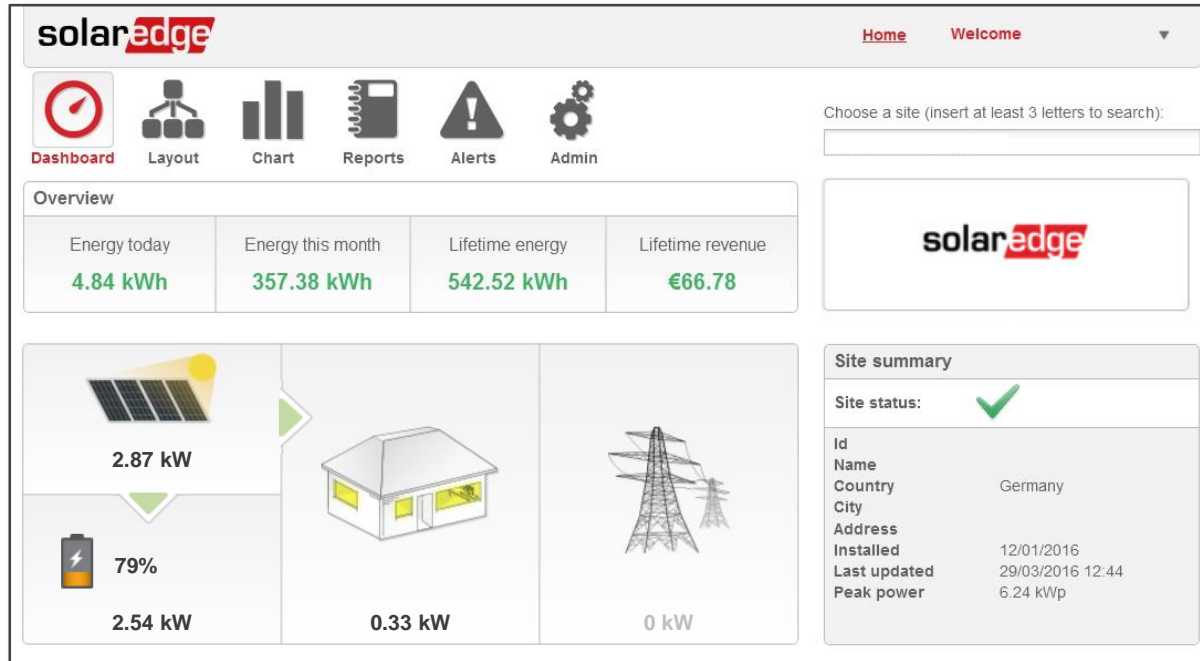 solaredge
Home Welcome
Dashboard Layout Chart Reports Alerts Admin
Choose a site (insert at least 3 letters to search):
Overview
Energy today Energy this month Lifetime energy Lifetime revenue
4.84 kWh 357.38 kWh 542.52 kWh €66.78
solaredge
2.87 kW
79%
2.54 kW 0.33 kW 0 kW
Site summary
Site status:
Id
Name
Country Germany
City
Address
Installed 12/01/2016
Last updated 29/03/2016 12:44
Peak power 6.24 kWp